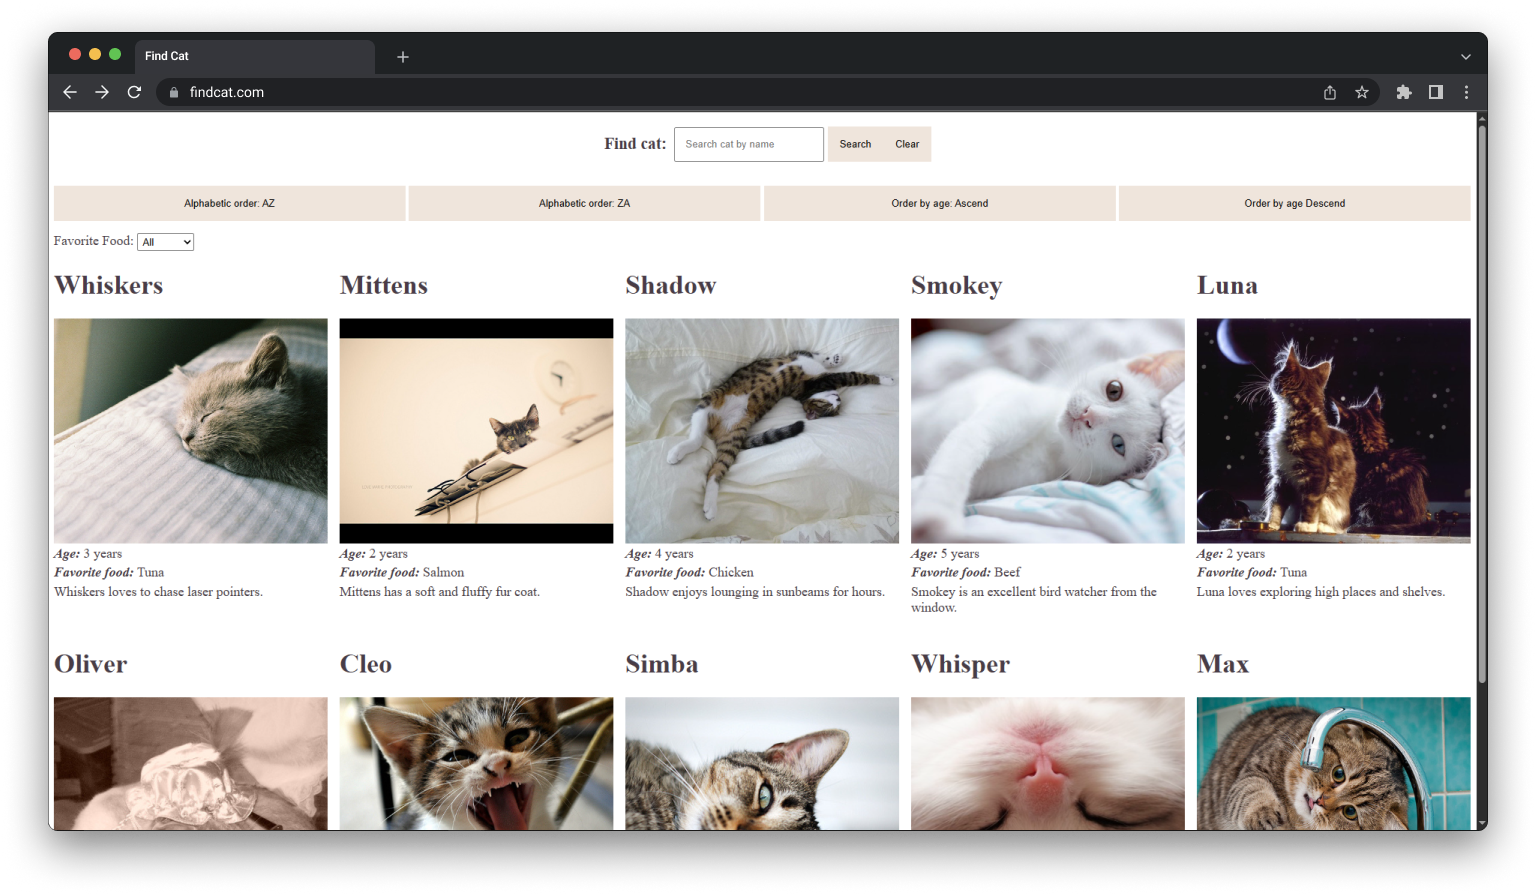 Find Cat
findcat.com
Find cat: Search cat by name Search Clear
Alphabetic order: AZ Alphabetic order: ZA Order by age: Ascend Order by age Descend
Favorite Food: All
Whiskers Mittens Shadow Smokey Luna
Age: 3 years
Favorite food: Tuna
Whiskers loves to chase laser pointers.
Age: 2 years
Favorite food: Salmon
Mittens has a soft and fluffy fur coat.
Age: 4 years
Favorite food: Chicken
Shadow enjoys lounging in sunbeams for hours.
Age: 5 years
Favorite food: Beef
Smokey is an excellent bird watcher from the
window.
Age: 2 years
Favorite food: Tuna
Luna loves exploring high places and shelves.
Oliver Cleo Simba Whisper Max